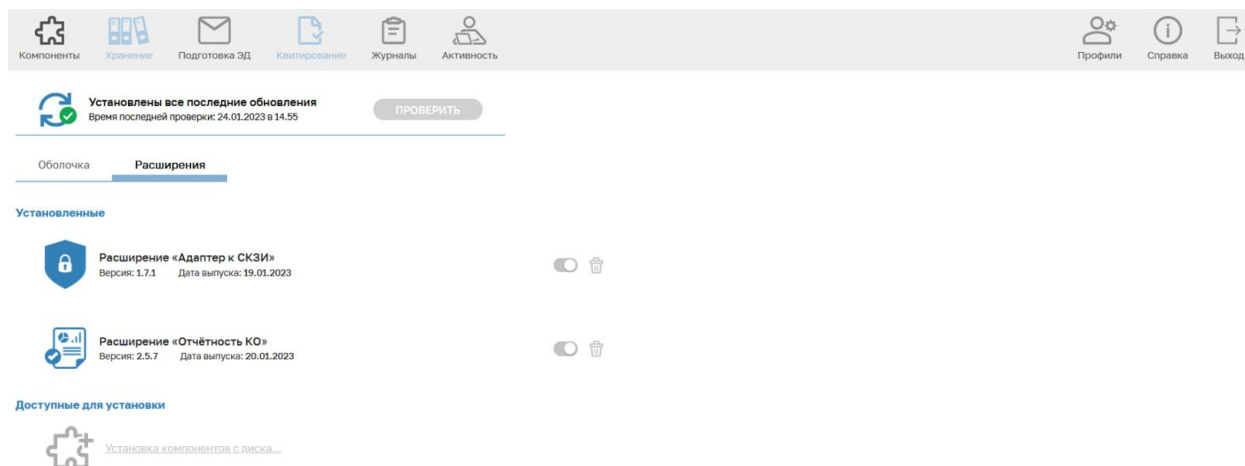 Компоненты
Хранение
Подготовка ЭД
Квитирование
Журналы
Активность
Профили
Справка
Выход
Установлены все последние обновления
Время последней проверки: 24.01.2023 в 14.55
ПРОВЕРИТЬ
Оболочка
Расширения
Установленные
Расширение «Адаптер к СКЗИ»
Версия: 1.7.1 Дата выпуска: 19.01.2023
Расширение «Отчётность КО»
Версия: 2.5.7 Дата выпуска: 20.01.2023
Доступные для установки
Установка компонентов с диска...